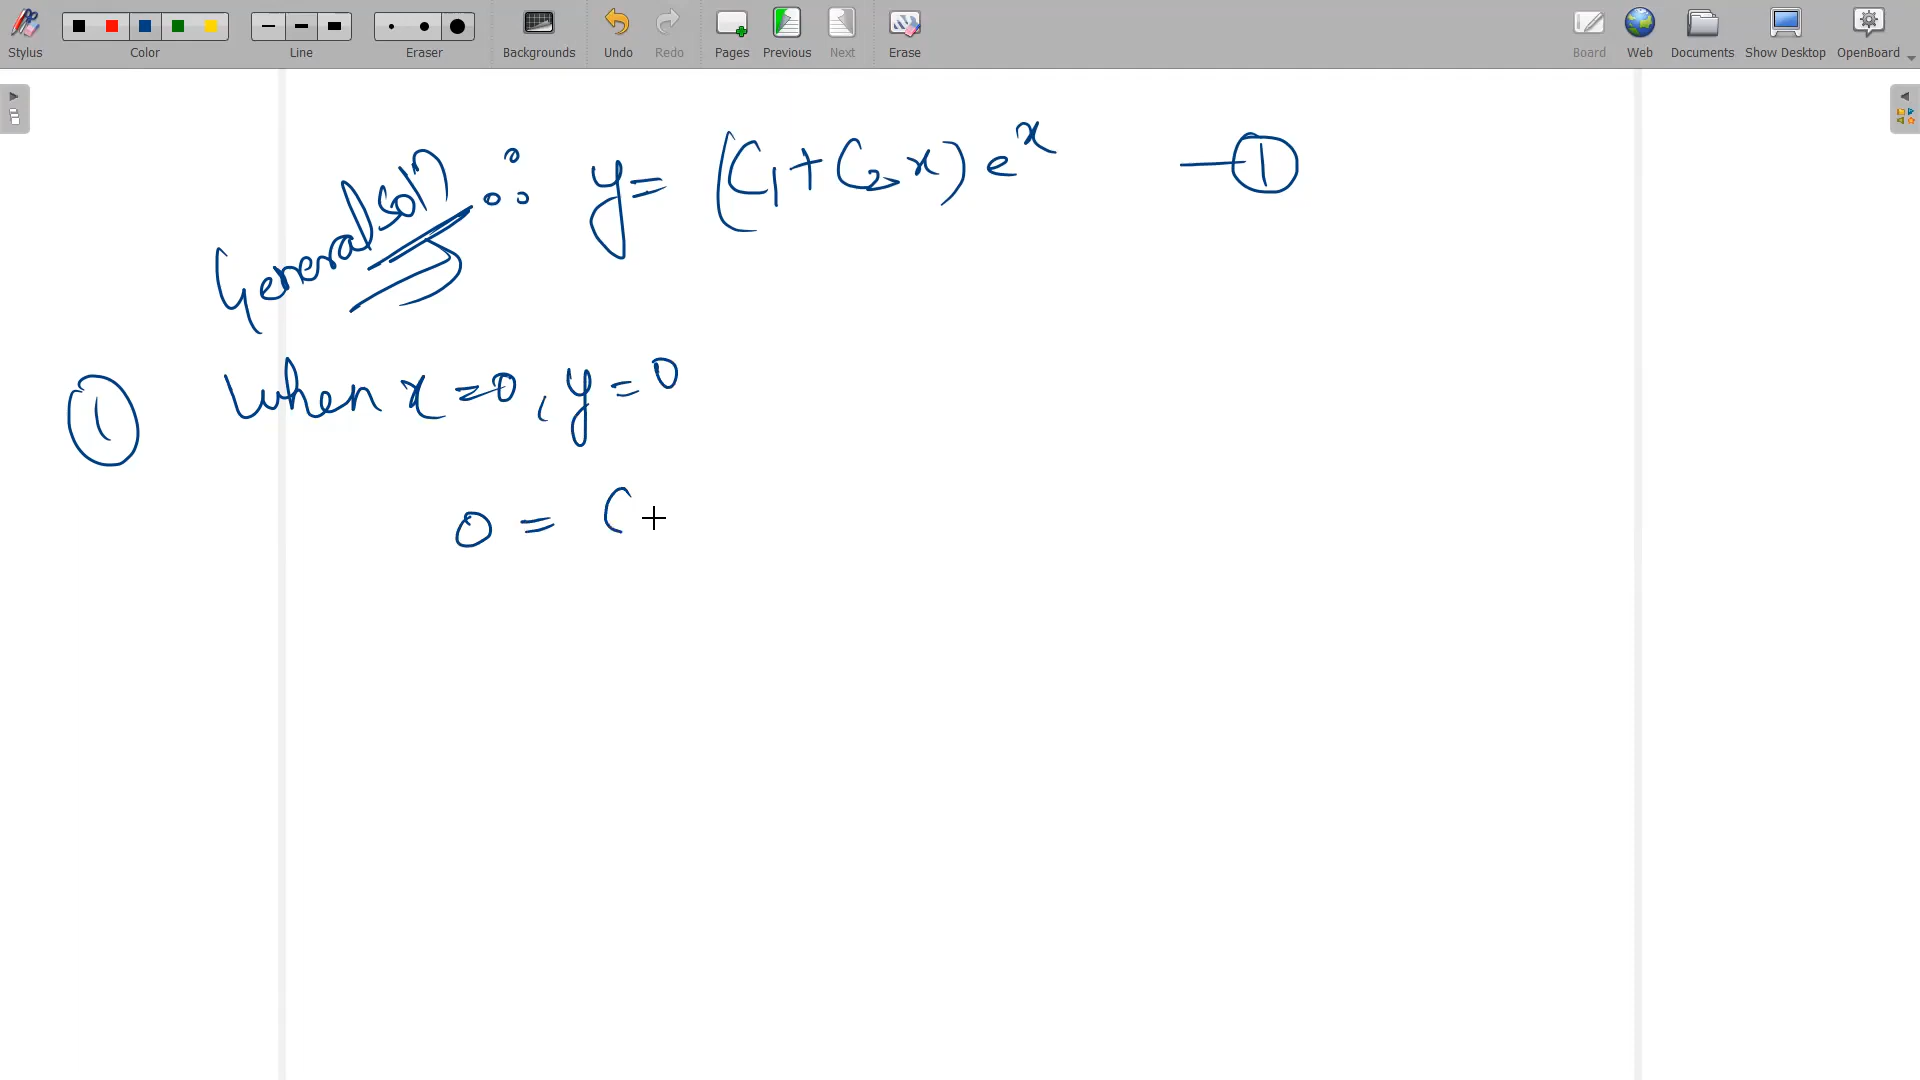 Stylus Color Line Eraser Backgrounds Undo Redo Pages Previous Next Erase Board Web Documents Show Desktop OpenBoard
General solⁿ ∴ y = (C₁ + C₂x) eˣ —①
① When x = 0, y = 0
0 = (